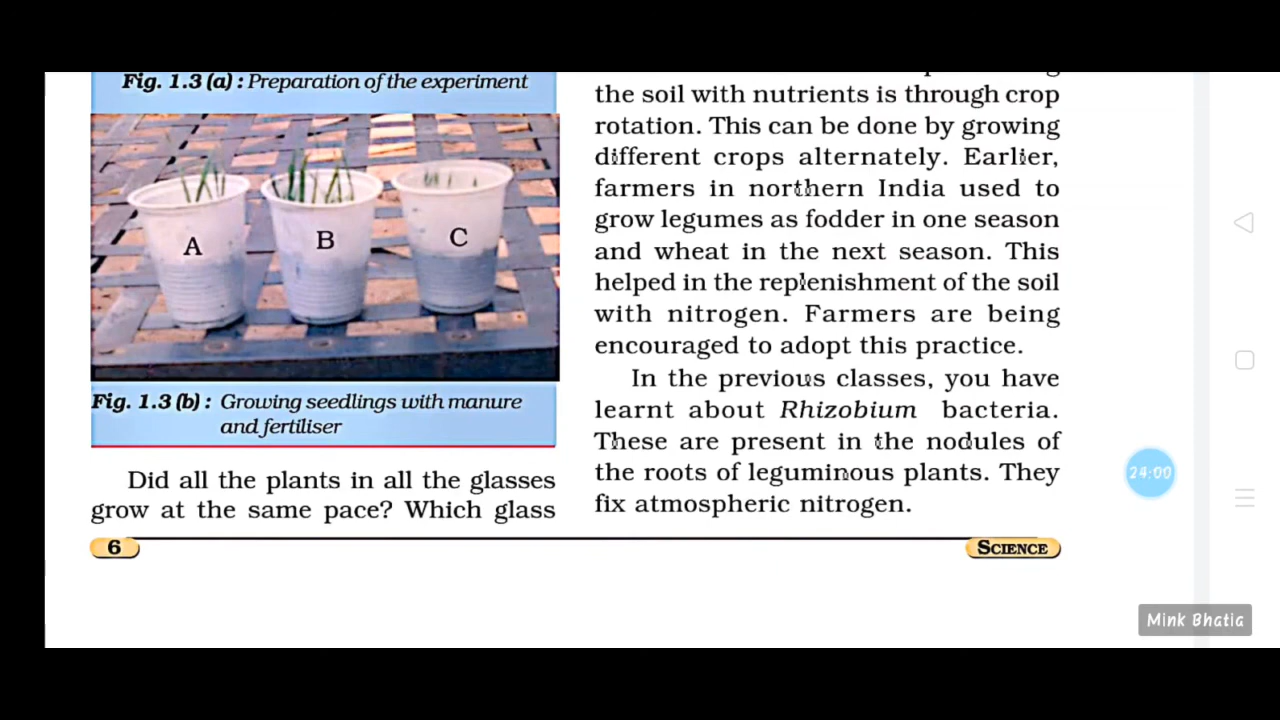 Fig. 1.3 (a) : Preparation of the experiment
A
B
C
Fig. 1.3 (b) : Growing seedlings with manure
and fertiliser
Did all the plants in all the glasses
grow at the same pace? Which glass
the soil with nutrients is through crop
rotation. This can be done by growing
different crops alternately. Earlier,
farmers in northern India used to
grow legumes as fodder in one season
and wheat in the next season. This
helped in the replenishment of the soil
with nitrogen. Farmers are being
encouraged to adopt this practice.
In the previous classes, you have
learnt about Rhizobium bacteria.
These are present in the nodules of
the roots of leguminous plants. They
fix atmospheric nitrogen.
6
SCIENCE
24:00
Mink Bhatia